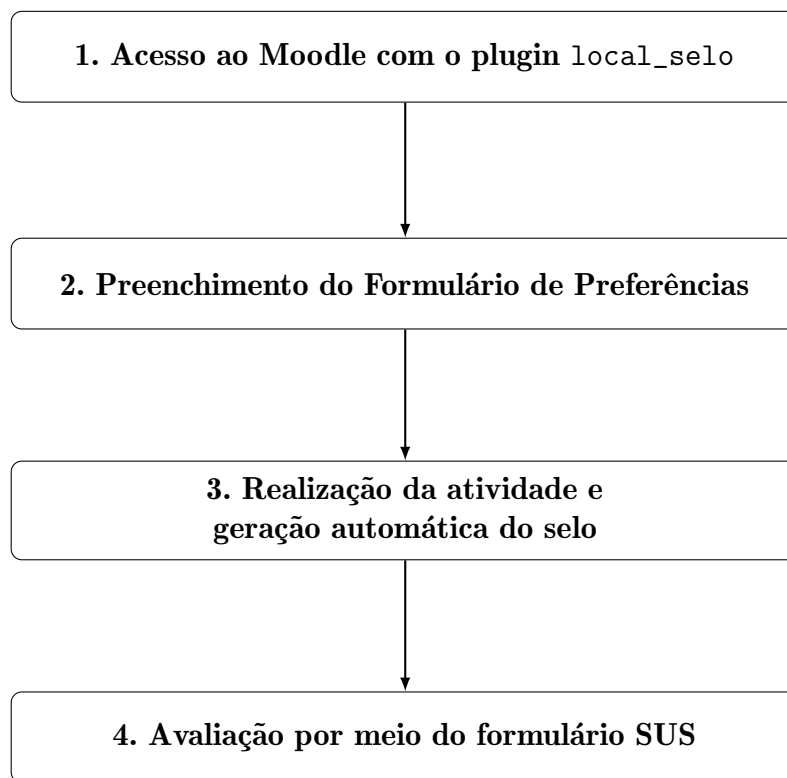 1. Acesso ao Moodle com o plugin local_selo
2. Preenchimento do Formulário de Preferências
3. Realização da atividade e
geração automática do selo
4. Avaliação por meio do formulário SUS